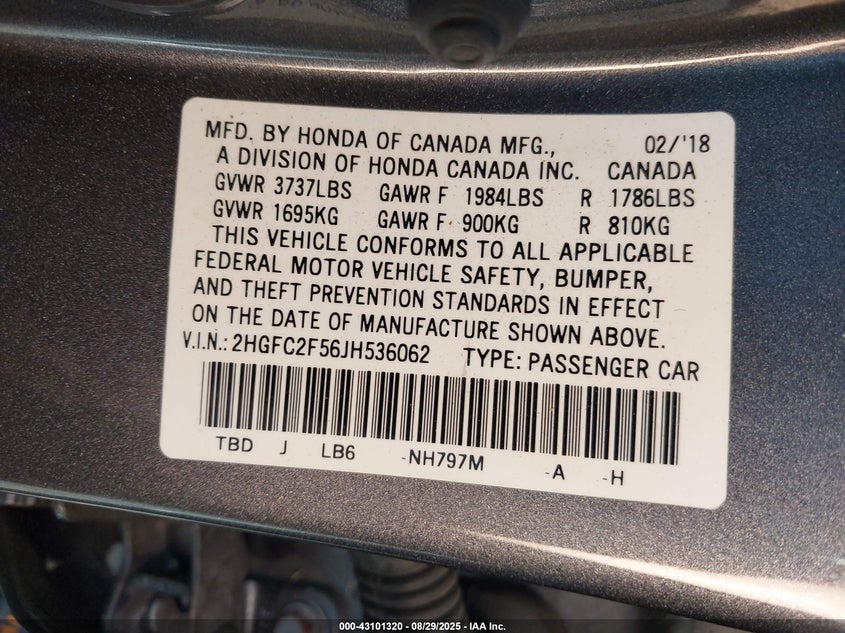 MFD. BY HONDA OF CANADA MFG., 02/'18
A DIVISION OF HONDA CANADA INC. CANADA
GVWR 3737LBS GAWR F 1984LBS R 1786LBS
GVWR 1695KG GAWR F 900KG R 810KG
THIS VEHICLE CONFORMS TO ALL APPLICABLE
FEDERAL MOTOR VEHICLE SAFETY, BUMPER,
AND THEFT PREVENTION STANDARDS IN EFFECT
ON THE DATE OF MANUFACTURE SHOWN ABOVE.
V.I.N.: 2HGFC2F56JH536062 TYPE: PASSENGER CAR
TBD J LB6 -NH797M -A -H
000-43101320 - 08/29/2025 - IAA Inc.